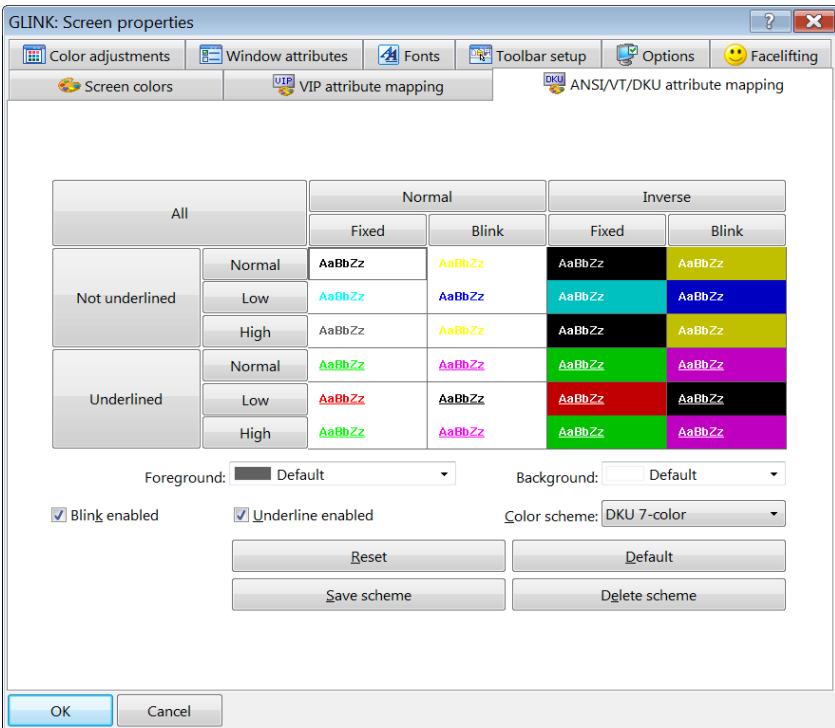 GLINK: Screen properties
Color adjustments Window attributes Fonts Toolbar setup Options Facelifting
Screen colors VIP VIP attribute mapping DKU ANSI/VT/DKU attribute mapping
All Normal Inverse
Fixed Blink Fixed Blink
Not underlined Normal AaBbZz AaBbZz AaBbZz AaBbZz
Low AaBbZz AaBbZz AaBbZz AaBbZz
High AaBbZz AaBbZz AaBbZz AaBbZz
Underlined Normal AaBbZz AaBbZz AaBbZz AaBbZz
Low AaBbZz AaBbZz AaBbZz AaBbZz
High AaBbZz AaBbZz AaBbZz AaBbZz
Foreground: Default Background: Default
Blink enabled Underline enabled Color scheme: DKU 7-color
Reset Default
Save scheme Delete scheme
OK Cancel